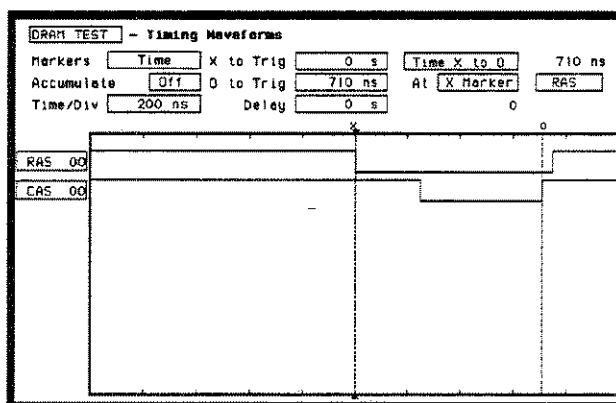 DRAM TEST - Timing Waveforms
Markers Time X to Trig 0 s Time X to O 710 ns
Accumulate Off O to Trig 710 ns At X Marker RAS
Time/Div 200 ns Delay 0 s 0
X O
RAS 00
CAS 00